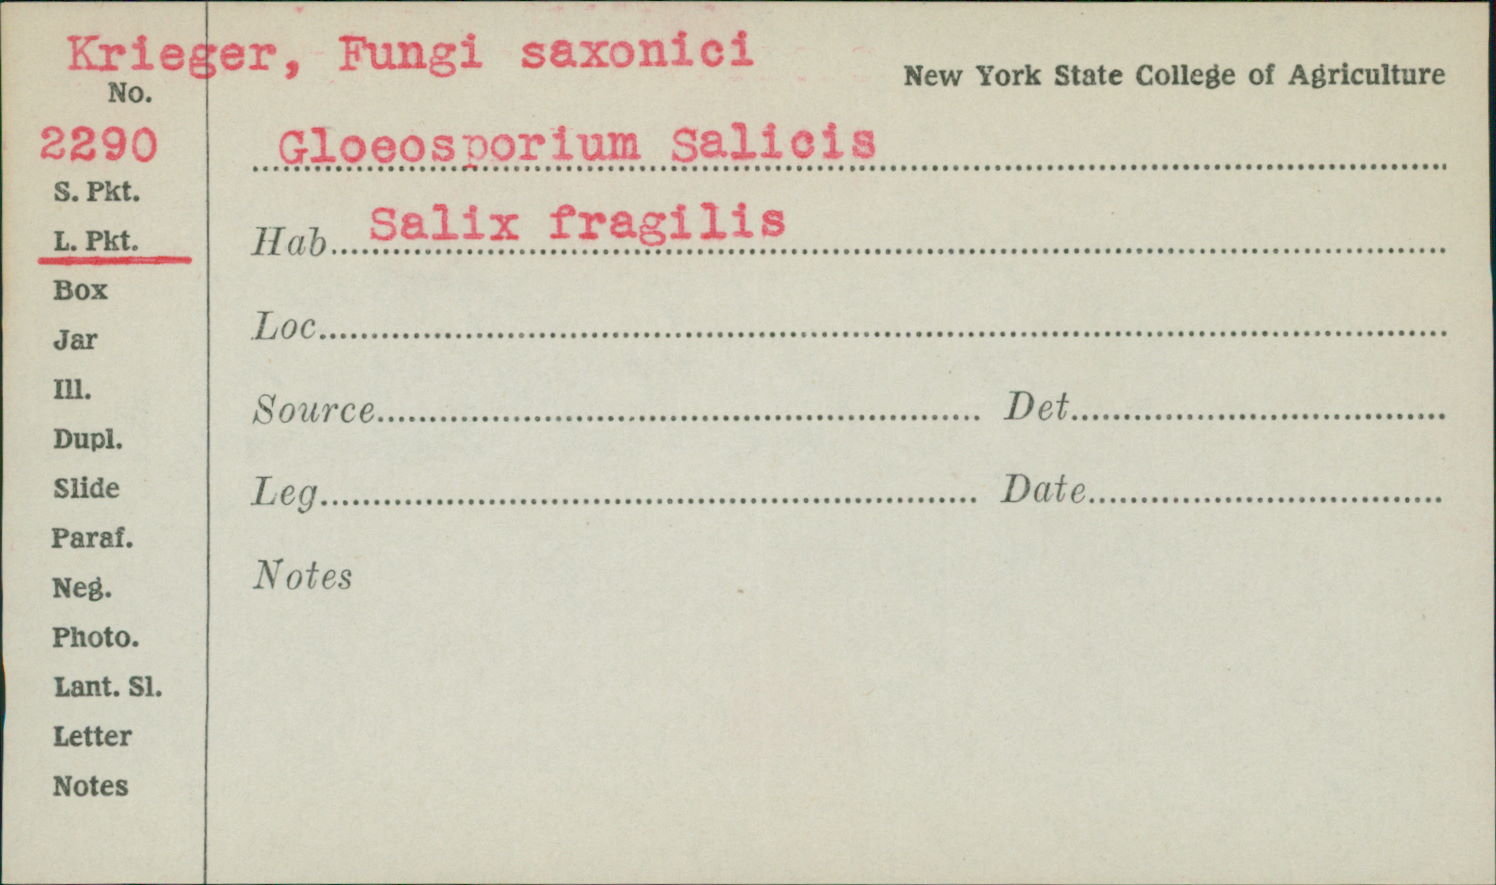 Krieger, Fungi saxonici
New York State College of Agriculture
No.
2290
Gloeosporium Salicis
S. Pkt.
L. Pkt.
Hab. Salix fragilis
Box
Loc.
Jar
Ill.
Source Det.
Dupl.
Slide
Leg. Date
Paraf.
Notes
Neg.
Photo.
Lant. Sl.
Letter
Notes